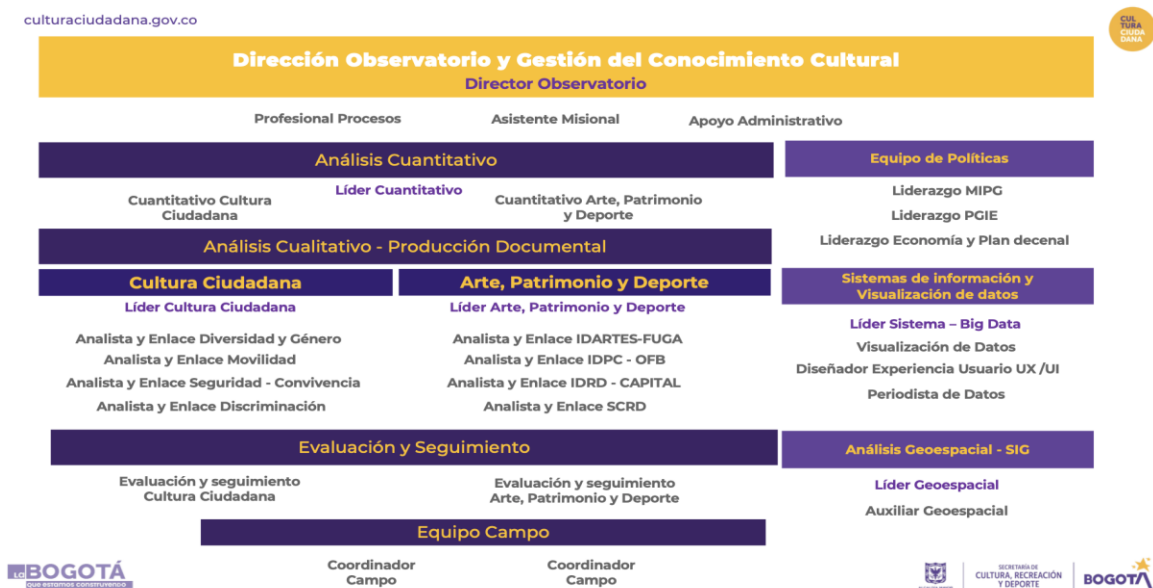 culturaciudadana.gov.co
CUL
TURA
CIUDA
DANA
Dirección Observatorio y Gestión del Conocimiento Cultural
Director Observatorio
Profesional Procesos
Asistente Misional
Apoyo Administrativo
Análisis Cuantitativo
Líder Cuantitativo
Cuantitativo Cultura
Ciudadana
Cuantitativo Arte, Patrimonio
y Deporte
Análisis Cualitativo - Producción Documental
Cultura Ciudadana
Líder Cultura Ciudadana
Analista y Enlace Diversidad y Género
Analista y Enlace Movilidad
Analista y Enlace Seguridad - Convivencia
Analista y Enlace Discriminación
Arte, Patrimonio y Deporte
Líder Arte, Patrimonio y Deporte
Analista y Enlace IDARTES-FUGA
Analista y Enlace IDPC - OFB
Analista y Enlace IDRD - CAPITAL
Analista y Enlace SCRD
Evaluación y Seguimiento
Evaluación y seguimiento
Cultura Ciudadana
Evaluación y seguimiento
Arte, Patrimonio y Deporte
Equipo Campo
Coordinador
Campo
Coordinador
Campo
Equipo de Políticas
Liderazgo MIPG
Liderazgo PGIE
Liderazgo Economía y Plan decenal
Sistemas de información y
Visualización de datos
Líder Sistema – Big Data
Visualización de Datos
Diseñador Experiencia Usuario UX /UI
Periodista de Datos
Análisis Geoespacial - SIG
Líder Geoespacial
Auxiliar Geoespacial
LA BOGOTÁ
QUE ESTAMOS CONSTRUYENDO
SECRETARÍA DE
CULTURA, RECREACIÓN
Y DEPORTE
BOGOTÁ